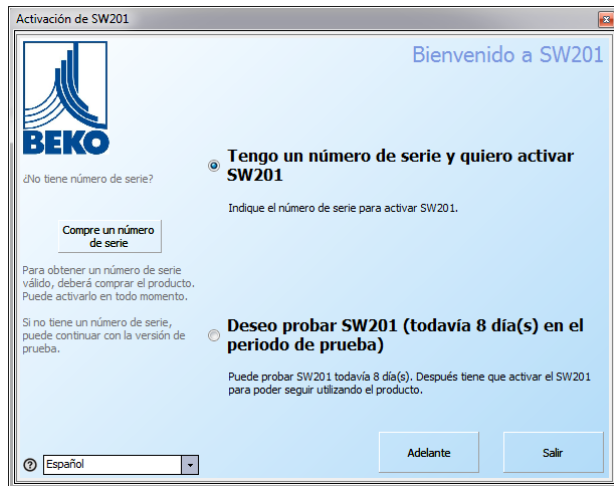 Activación de SW201
Bienvenido a SW201
BEKO
¿No tiene número de serie?
Compre un número
de serie
Para obtener un número de serie
válido, deberá comprar el producto.
Puede activarlo en todo momento.
Si no tiene un número de serie,
puede continuar con la versión de
prueba.
Tengo un número de serie y quiero activar
SW201
Indique el número de serie para activar SW201.
Deseo probar SW201 (todavía 8 día(s) en el
periodo de prueba)
Puede probar SW201 todavía 8 día(s). Después tiene que activar el SW201
para poder seguir utilizando el producto.
Español
Adelante
Salir